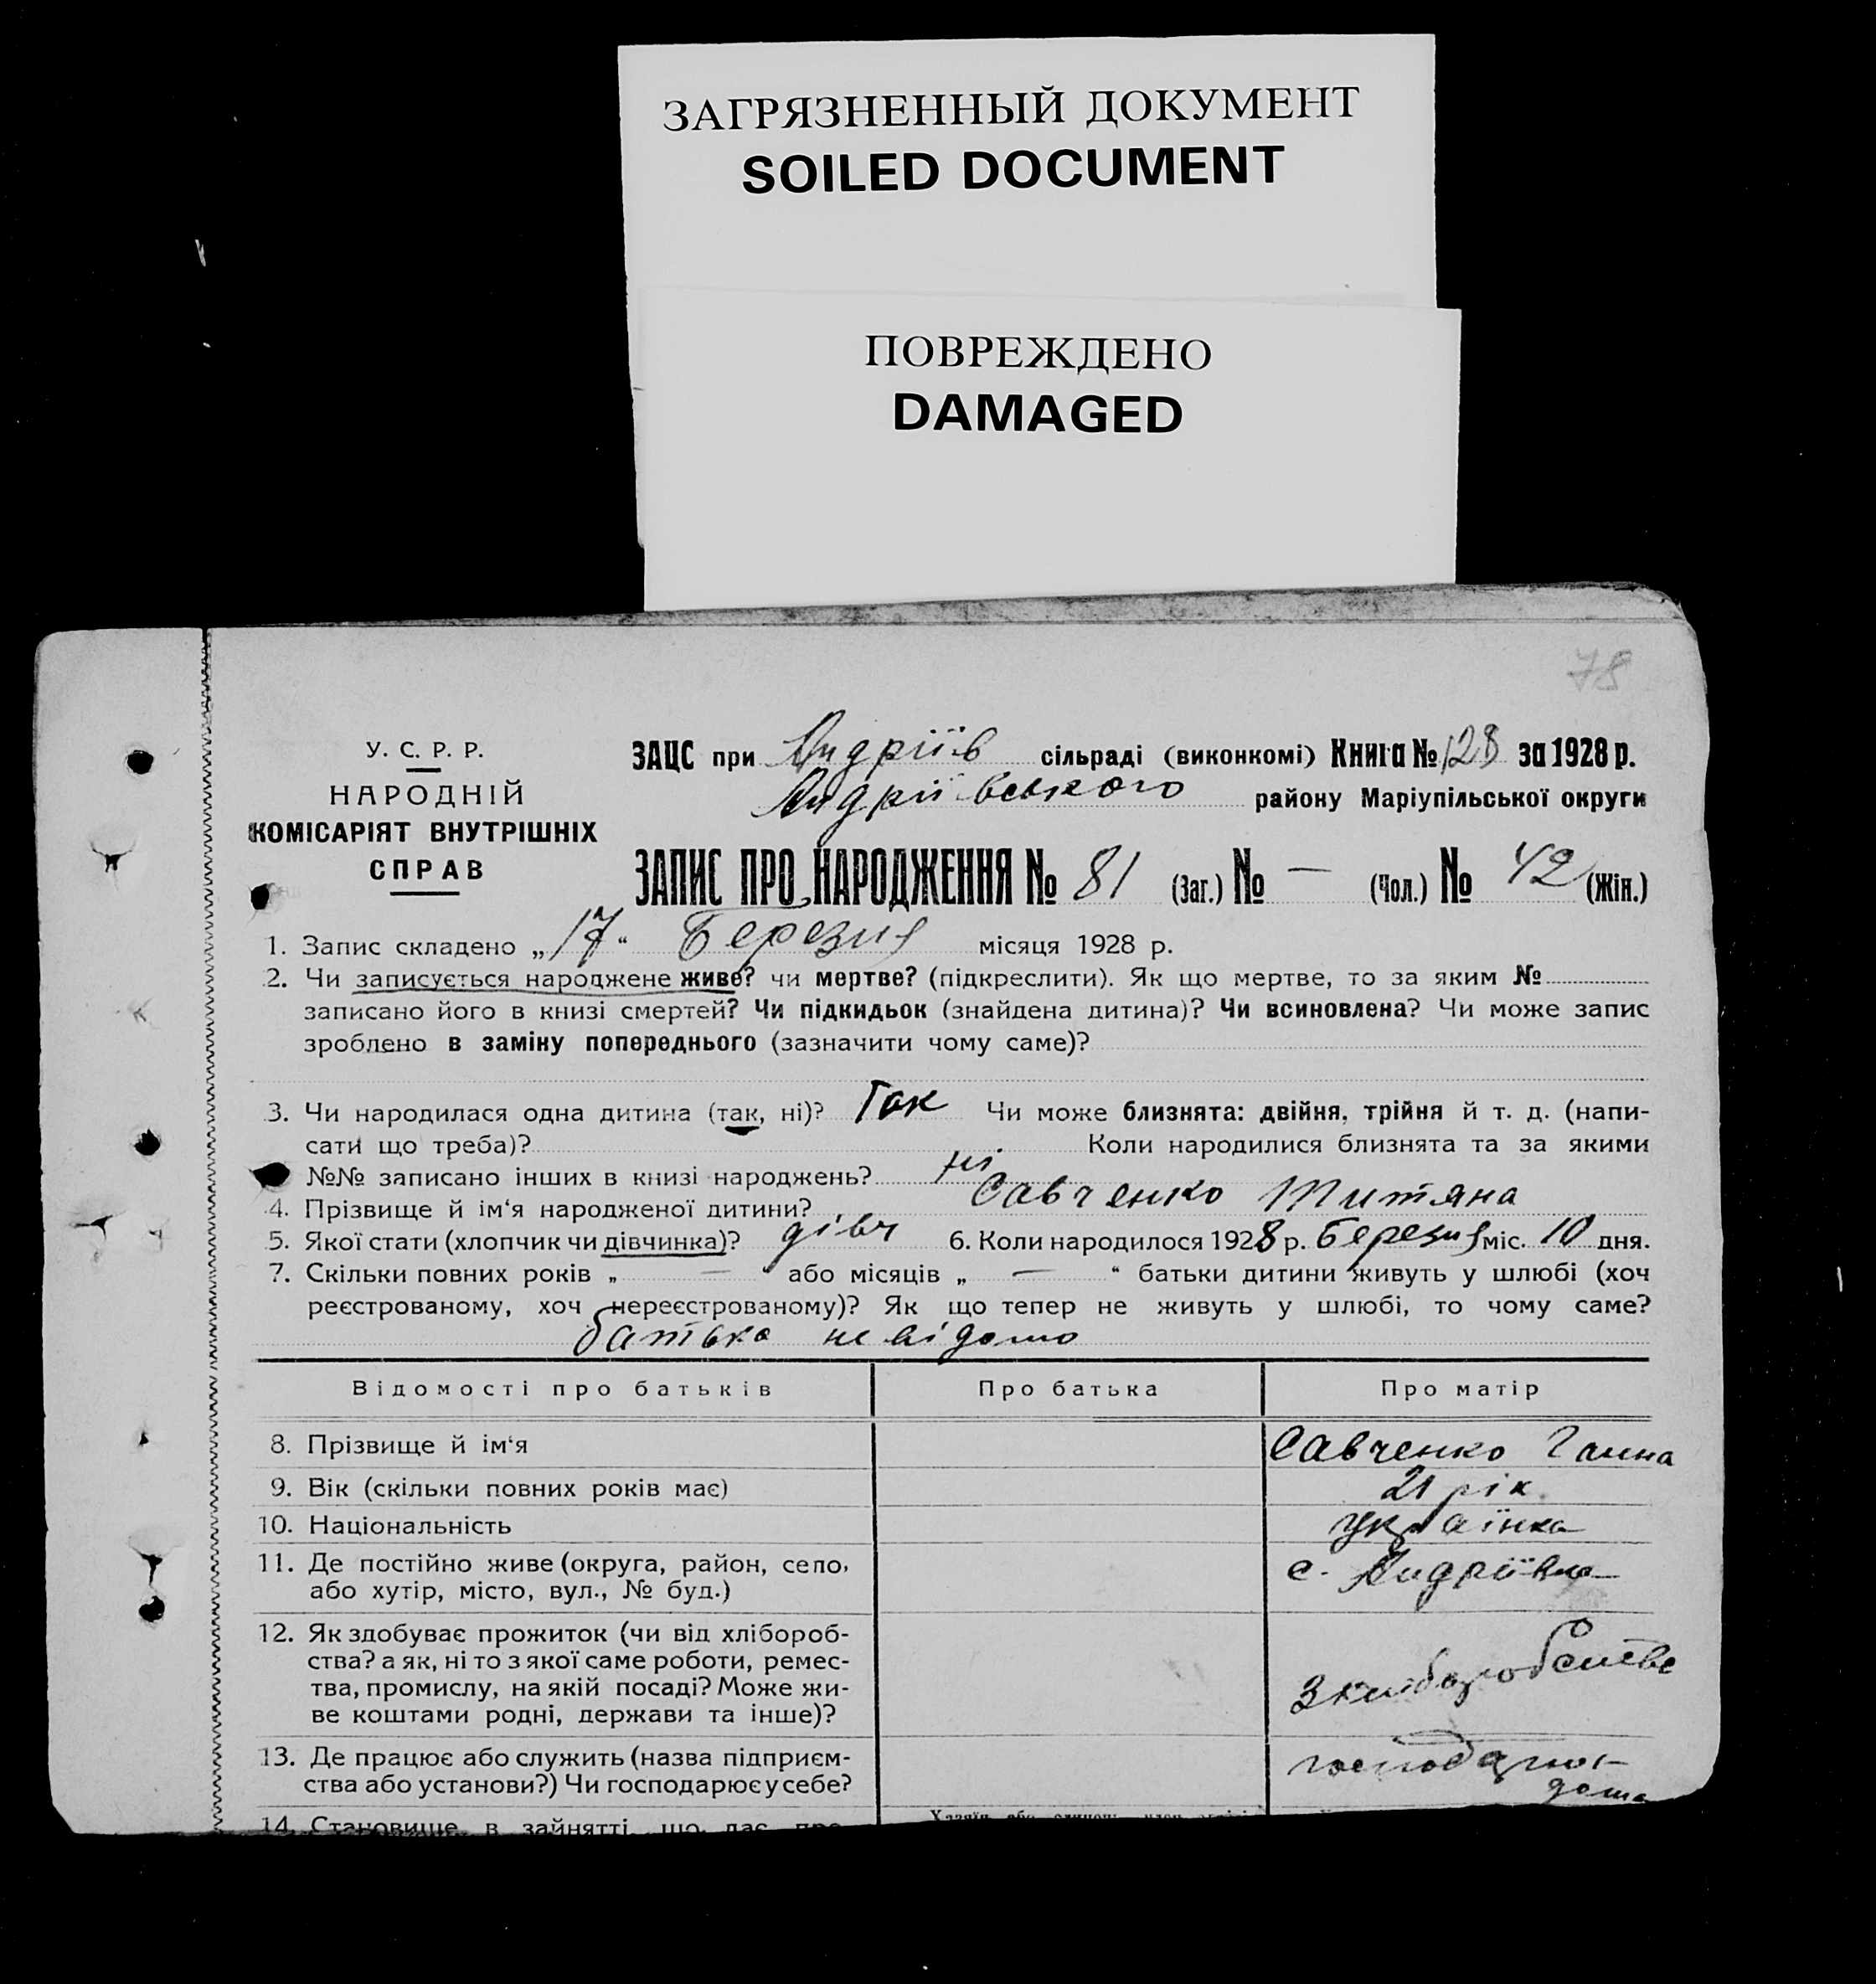 ЗАГРЯЗНЕННЫЙ ДОКУМЕНТ
SOILED DOCUMENT
ПОВРЕЖДЕНО
DAMAGED
78
У. С. Р. Р.
НАРОДНІЙ
КОМІСАРІЯТ ВНУТРІШНІХ
СПРАВ
ЗАЦС при Андріїв сільраді (виконкомі) Книга № 128 за 1928 р.
Андріївського району Маріупільської округи
ЗАПИС ПРО НАРОДЖЕННЯ № 81 (Заг.) № — (Чол.) № 42 (Жін.)
1. Запис складено „17“ Березня місяця 1928 р.
2. Чи записується народжене живе? чи мертве? (підкреслити). Як що мертве, то за яким №
записано його в книзі смертей? Чи підкидьок (знайдена дитина)? Чи всиновлена? Чи може запис
зроблено в заміну попереднього (зазначити чому саме)?
3. Чи народилася одна дитина (так, ні)? Так Чи може близнята: двійня, трійня й т. д. (напи-
сати що треба)? Коли народилися близнята та за якими
№№ записано інших в книзі народжень? ні
4. Прізвище й ім‘я народженої дитини? Савченко Титяна
5. Якої стати (хлопчик чи дівчинка)? дівч 6. Коли народилося 1928 р. Березня міс. 10 дня.
7. Скільки повних років „ — “ або місяців „ — “ батьки дитини живуть у шлюбі (хоч
реєстрованому, хоч нереєстрованому)? Як що тепер не живуть у шлюбі, то чому саме?
батька невідомо
Відомості про батьків Про батька Про матір
8. Прізвище й ім‘я Савченко Ганна
9. Вік (скільки повних років має) 21 рік
10. Національність українка
11. Де постійно живе (округа, район, село, с. Андріївка
або хутір, місто, вул., № буд.)
12. Як здобуває прожиток (чи від хлібороб-
ства? а як, ні то з якої саме роботи, ремес-
тва, промислу, на якій посаді? Може жи-
ве коштами родні, держави та інше)?
13. Де працює або служить (назва підприєм-
ства або установи?) Чи господарює у себе? дома
14. Становище в зайнятті, що дає про-